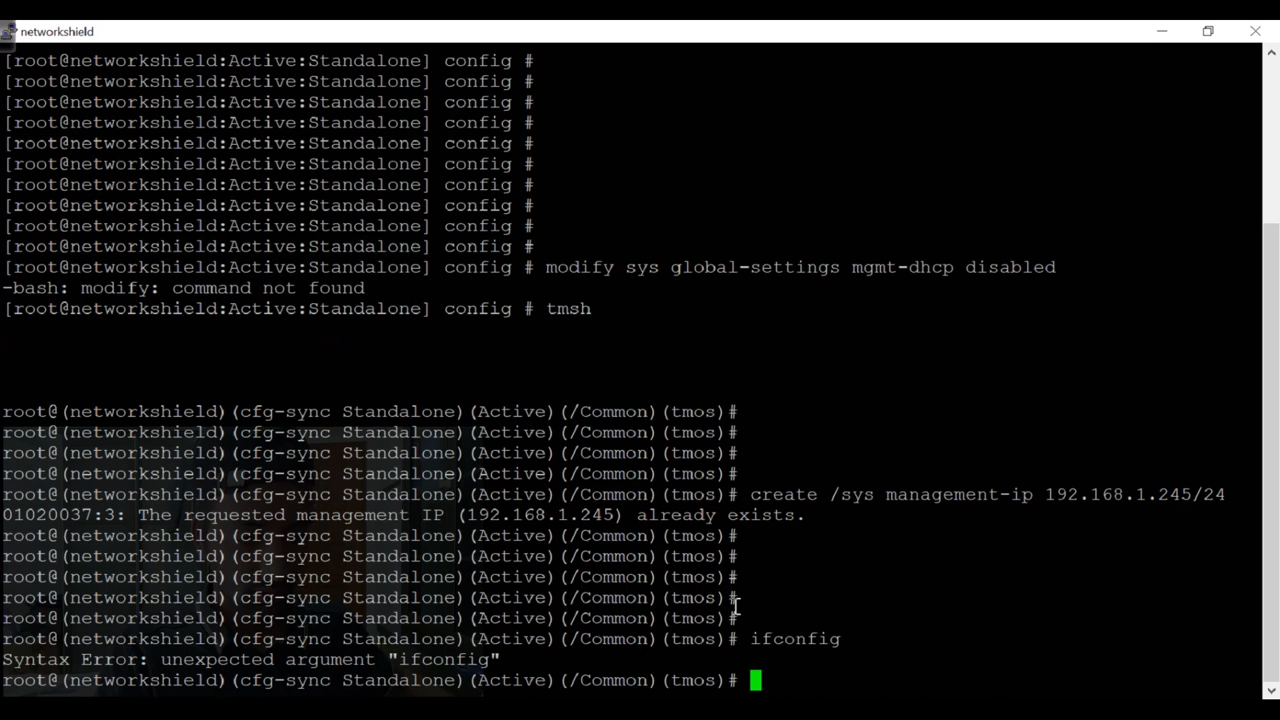 networkshield
[root@networkshield:Active:Standalone] config #
[root@networkshield:Active:Standalone] config #
[root@networkshield:Active:Standalone] config #
[root@networkshield:Active:Standalone] config #
[root@networkshield:Active:Standalone] config #
[root@networkshield:Active:Standalone] config #
[root@networkshield:Active:Standalone] config #
[root@networkshield:Active:Standalone] config #
[root@networkshield:Active:Standalone] config #
[root@networkshield:Active:Standalone] config #
[root@networkshield:Active:Standalone] config # modify sys global-settings mgmt-dhcp disabled
-bash: modify: command not found
[root@networkshield:Active:Standalone] config # tmsh
root@(networkshield)(cfg-sync Standalone)(Active)(/Common)(tmos)#
root@(networkshield)(cfg-sync Standalone)(Active)(/Common)(tmos)#
root@(networkshield)(cfg-sync Standalone)(Active)(/Common)(tmos)#
root@(networkshield)(cfg-sync Standalone)(Active)(/Common)(tmos)#
root@(networkshield)(cfg-sync Standalone)(Active)(/Common)(tmos)# create /sys management-ip 192.168.1.245/24
01020037:3: The requested management IP (192.168.1.245) already exists.
root@(networkshield)(cfg-sync Standalone)(Active)(/Common)(tmos)#
root@(networkshield)(cfg-sync Standalone)(Active)(/Common)(tmos)#
root@(networkshield)(cfg-sync Standalone)(Active)(/Common)(tmos)#
root@(networkshield)(cfg-sync Standalone)(Active)(/Common)(tmos)#
root@(networkshield)(cfg-sync Standalone)(Active)(/Common)(tmos)#
root@(networkshield)(cfg-sync Standalone)(Active)(/Common)(tmos)# ifconfig
Syntax Error: unexpected argument "ifconfig"
root@(networkshield)(cfg-sync Standalone)(Active)(/Common)(tmos)#